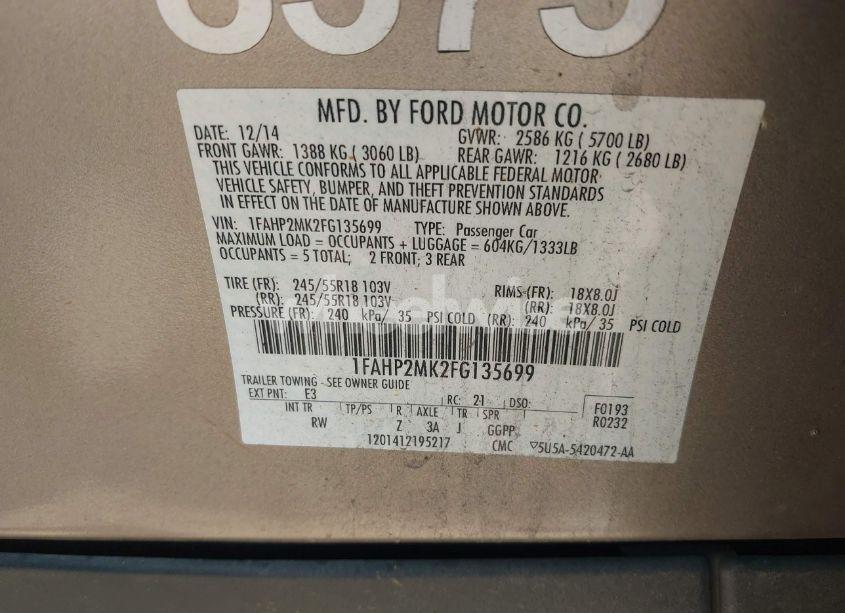 MFD. BY FORD MOTOR CO.
DATE: 12/14 GVWR: 2586 KG ( 5700 LB)
FRONT GAWR: 1388 KG ( 3060 LB) REAR GAWR: 1216 KG ( 2680 LB)
THIS VEHICLE CONFORMS TO ALL APPLICABLE FEDERAL MOTOR
VEHICLE SAFETY, BUMPER, AND THEFT PREVENTION STANDARDS
IN EFFECT ON THE DATE OF MANUFACTURE SHOWN ABOVE.
VIN: 1FAHP2MK2FG135699 TYPE: Passenger Car
MAXIMUM LOAD = OCCUPANTS + LUGGAGE = 604KG/1333LB
OCCUPANTS = 5 TOTAL; 2 FRONT; 3 REAR
TIRE (FR): 245/55R18 103V RIMS (FR): 18X8.0J
(RR): 245/55R18 103V (RR): 18X8.0J
PRESSURE (FR): 240 kPa/ 35 PSI COLD (RR): 240 kPa/ 35 PSI COLD
1FAHP2MK2FG135699
TRAILER TOWING - SEE OWNER GUIDE
EXT PNT: E3 RC: 21 DSO: F0193
INT TR TP/PS R AXLE TR SPR R0232
RW Z 3A J GGPP
1201412195217 CMC ▽5U5A-5420472-AA